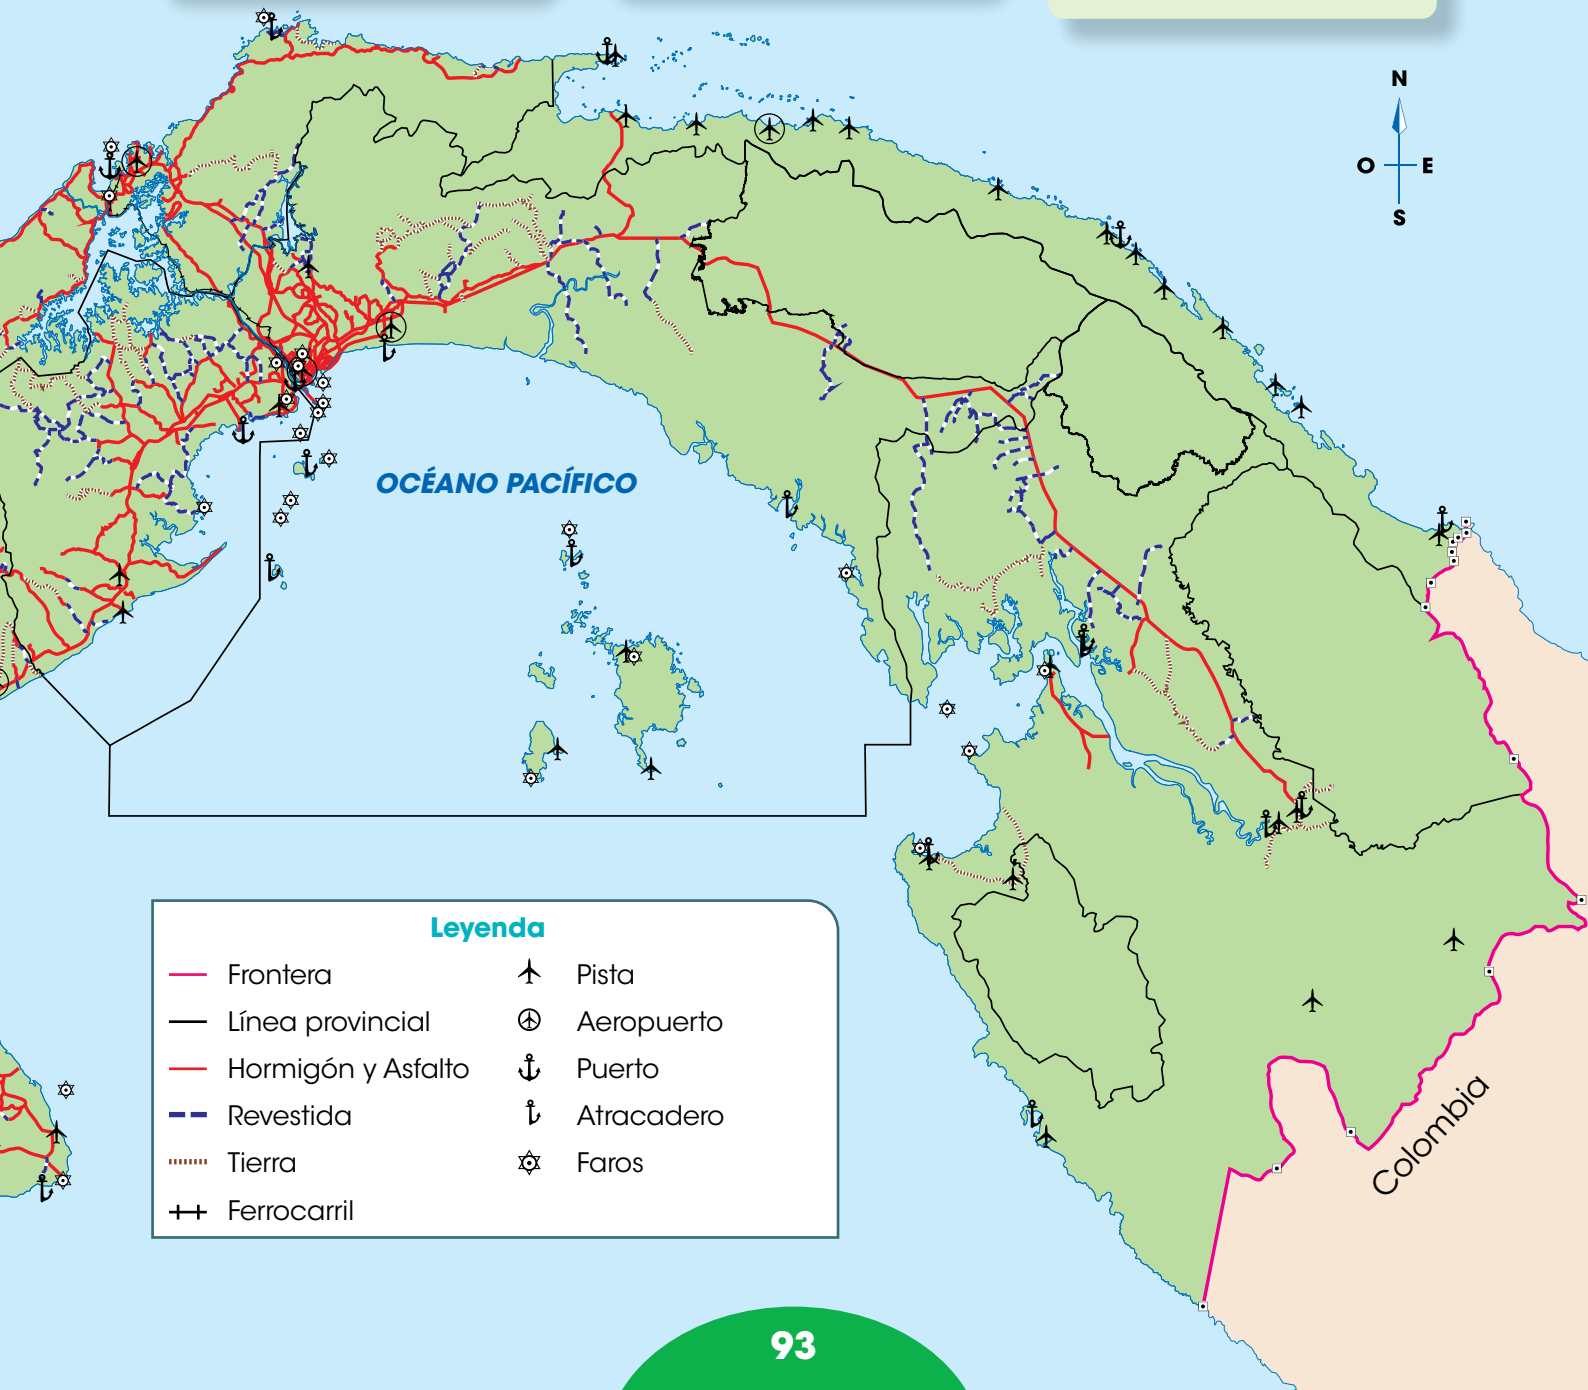 N
O E
S
OCÉANO PACÍFICO
Leyenda
Frontera
Línea provincial
Hormigón y Asfalto
Revestida
Tierra
Ferrocarril
Pista
Aeropuerto
Puerto
Atracadero
Faros
Colombia
93